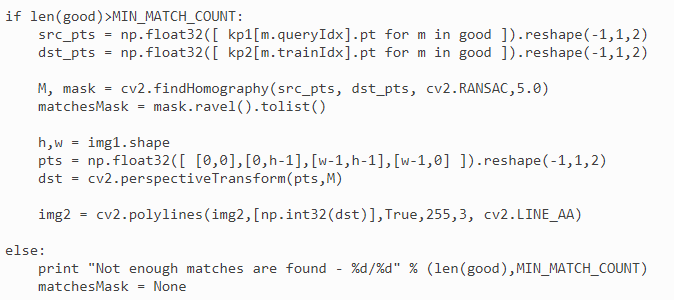 if len(good)>MIN_MATCH_COUNT:
    src_pts = np.float32([ kp1[m.queryIdx].pt for m in good ]).reshape(-1,1,2)
    dst_pts = np.float32([ kp2[m.trainIdx].pt for m in good ]).reshape(-1,1,2)

    M, mask = cv2.findHomography(src_pts, dst_pts, cv2.RANSAC,5.0)
    matchesMask = mask.ravel().tolist()

    h,w = img1.shape
    pts = np.float32([ [0,0],[0,h-1],[w-1,h-1],[w-1,0] ]).reshape(-1,1,2)
    dst = cv2.perspectiveTransform(pts,M)

    img2 = cv2.polylines(img2,[np.int32(dst)],True,255,3, cv2.LINE_AA)

else:
    print "Not enough matches are found - %d/%d" % (len(good),MIN_MATCH_COUNT)
    matchesMask = None